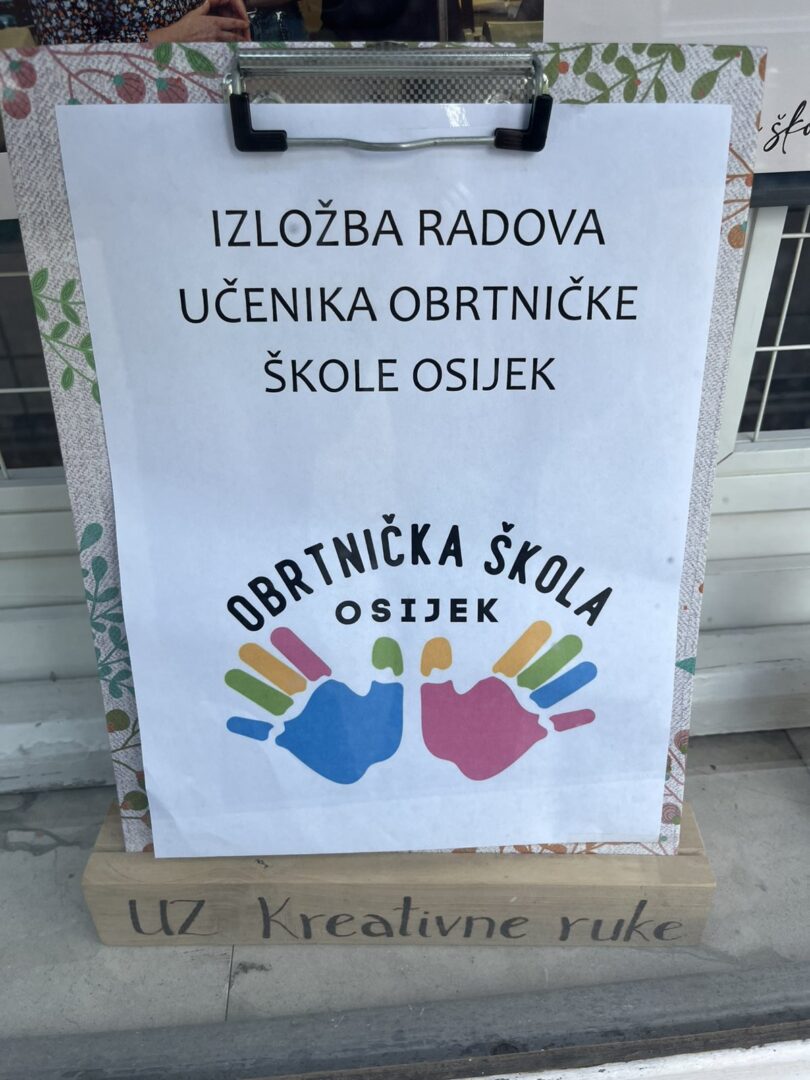 IZLOŽBA RADOVA
UČENIKA OBRTNIČKE
ŠKOLE OSIJEK
OBRTNIČKA ŠKOLA
OSIJEK
UZ Kreativne ruke